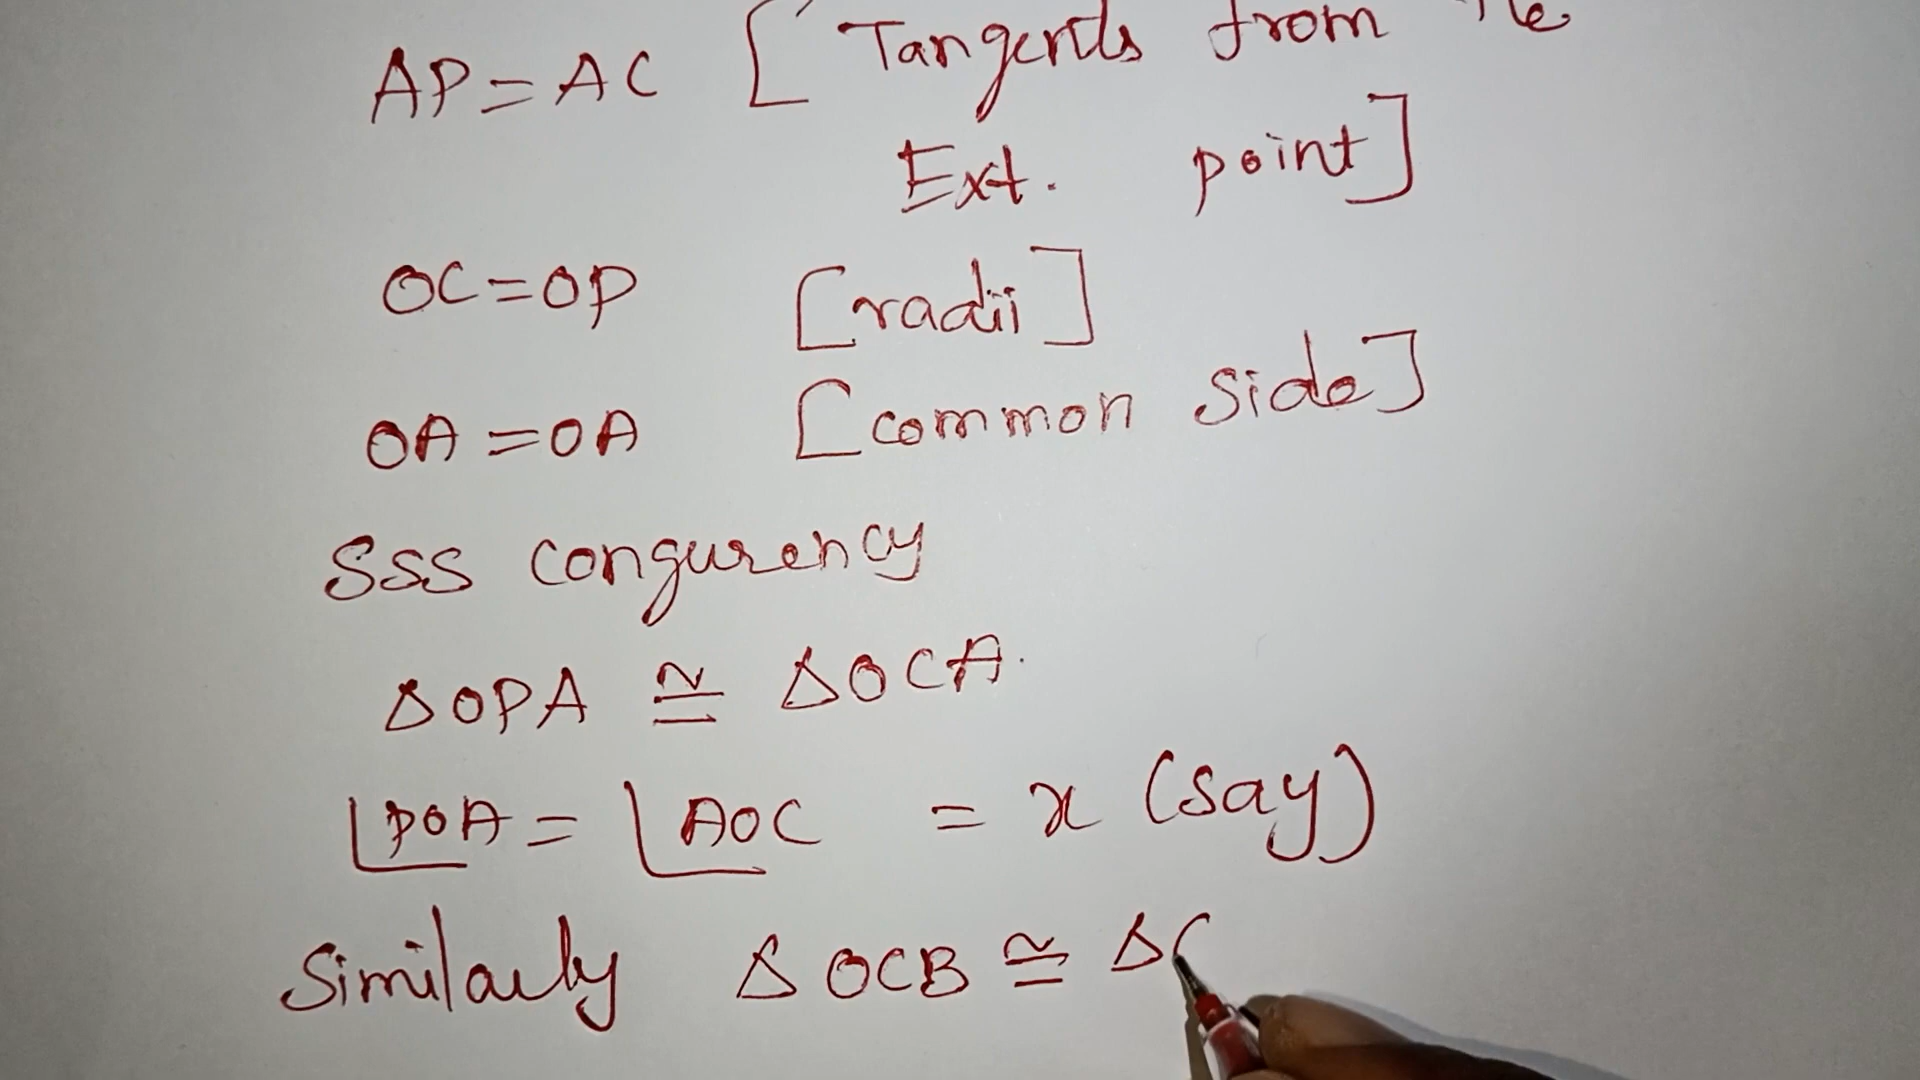 AP = AC [Tangents from the
Ext. point]
OC = OP [radii]
OA = OA [common side]
SSS congurency
ΔOPA ≅ ΔOCA.
∠POA = ∠AOC = x (say)
Similarly Δ OCB ≅ Δ